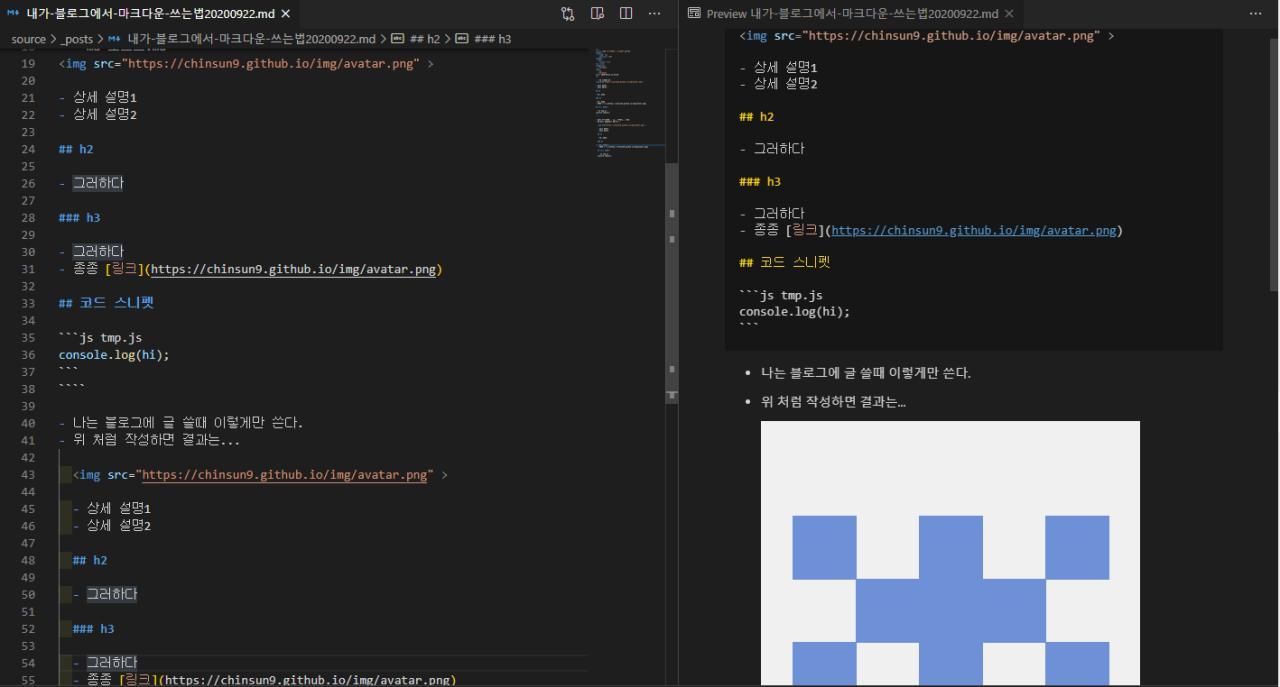 내가-블로그에서-마크다운-쓰는법20200922.md
source > _posts > 내가-블로그에서-마크다운-쓰는법20200922.md > ## h2 > ### h3
19 <img src="https://chinsun9.github.io/img/avatar.png" >
20
21 - 상세 설명1
22 - 상세 설명2
23
24 ## h2
25
26 - 그러하다
27
28 ### h3
29
30 - 그러하다
31 - 종종 [링크](https://chinsun9.github.io/img/avatar.png)
32
33 ## 코드 스니펫
34
35 ```js tmp.js
36 console.log(hi);
37 ```
38 ````
39
40 - 나는 블로그에 글 쓸때 이렇게만 쓴다.
41 - 위 처럼 작성하면 결과는...
42
43 <img src="https://chinsun9.github.io/img/avatar.png" >
44
45 - 상세 설명1
46 - 상세 설명2
47
48 ## h2
49
50 - 그러하다
51
52 ### h3
53
54 - 그러하다
55 - 종종 [링크](https://chinsun9.github.io/img/avatar.png)
Preview 내가-블로그에서-마크다운-쓰는법20200922.md
<img src="https://chinsun9.github.io/img/avatar.png" >
- 상세 설명1
- 상세 설명2
## h2
- 그러하다
### h3
- 그러하다
- 종종 [링크](https://chinsun9.github.io/img/avatar.png)
## 코드 스니펫
```js tmp.js
console.log(hi);
```
• 나는 블로그에 글 쓸때 이렇게만 쓴다.
• 위 처럼 작성하면 결과는...